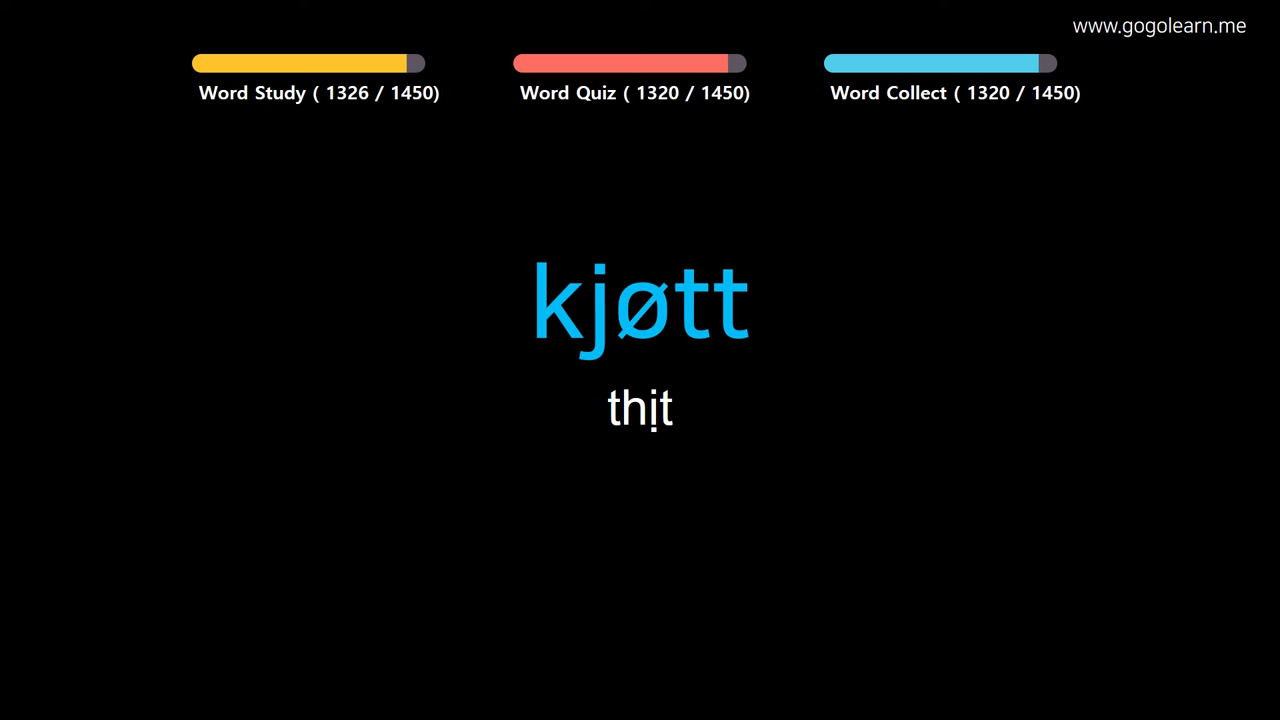 www.gogolearn.me
Word Study ( 1326 / 1450)
Word Quiz ( 1320 / 1450)
Word Collect ( 1320 / 1450)
kjøtt
thịt